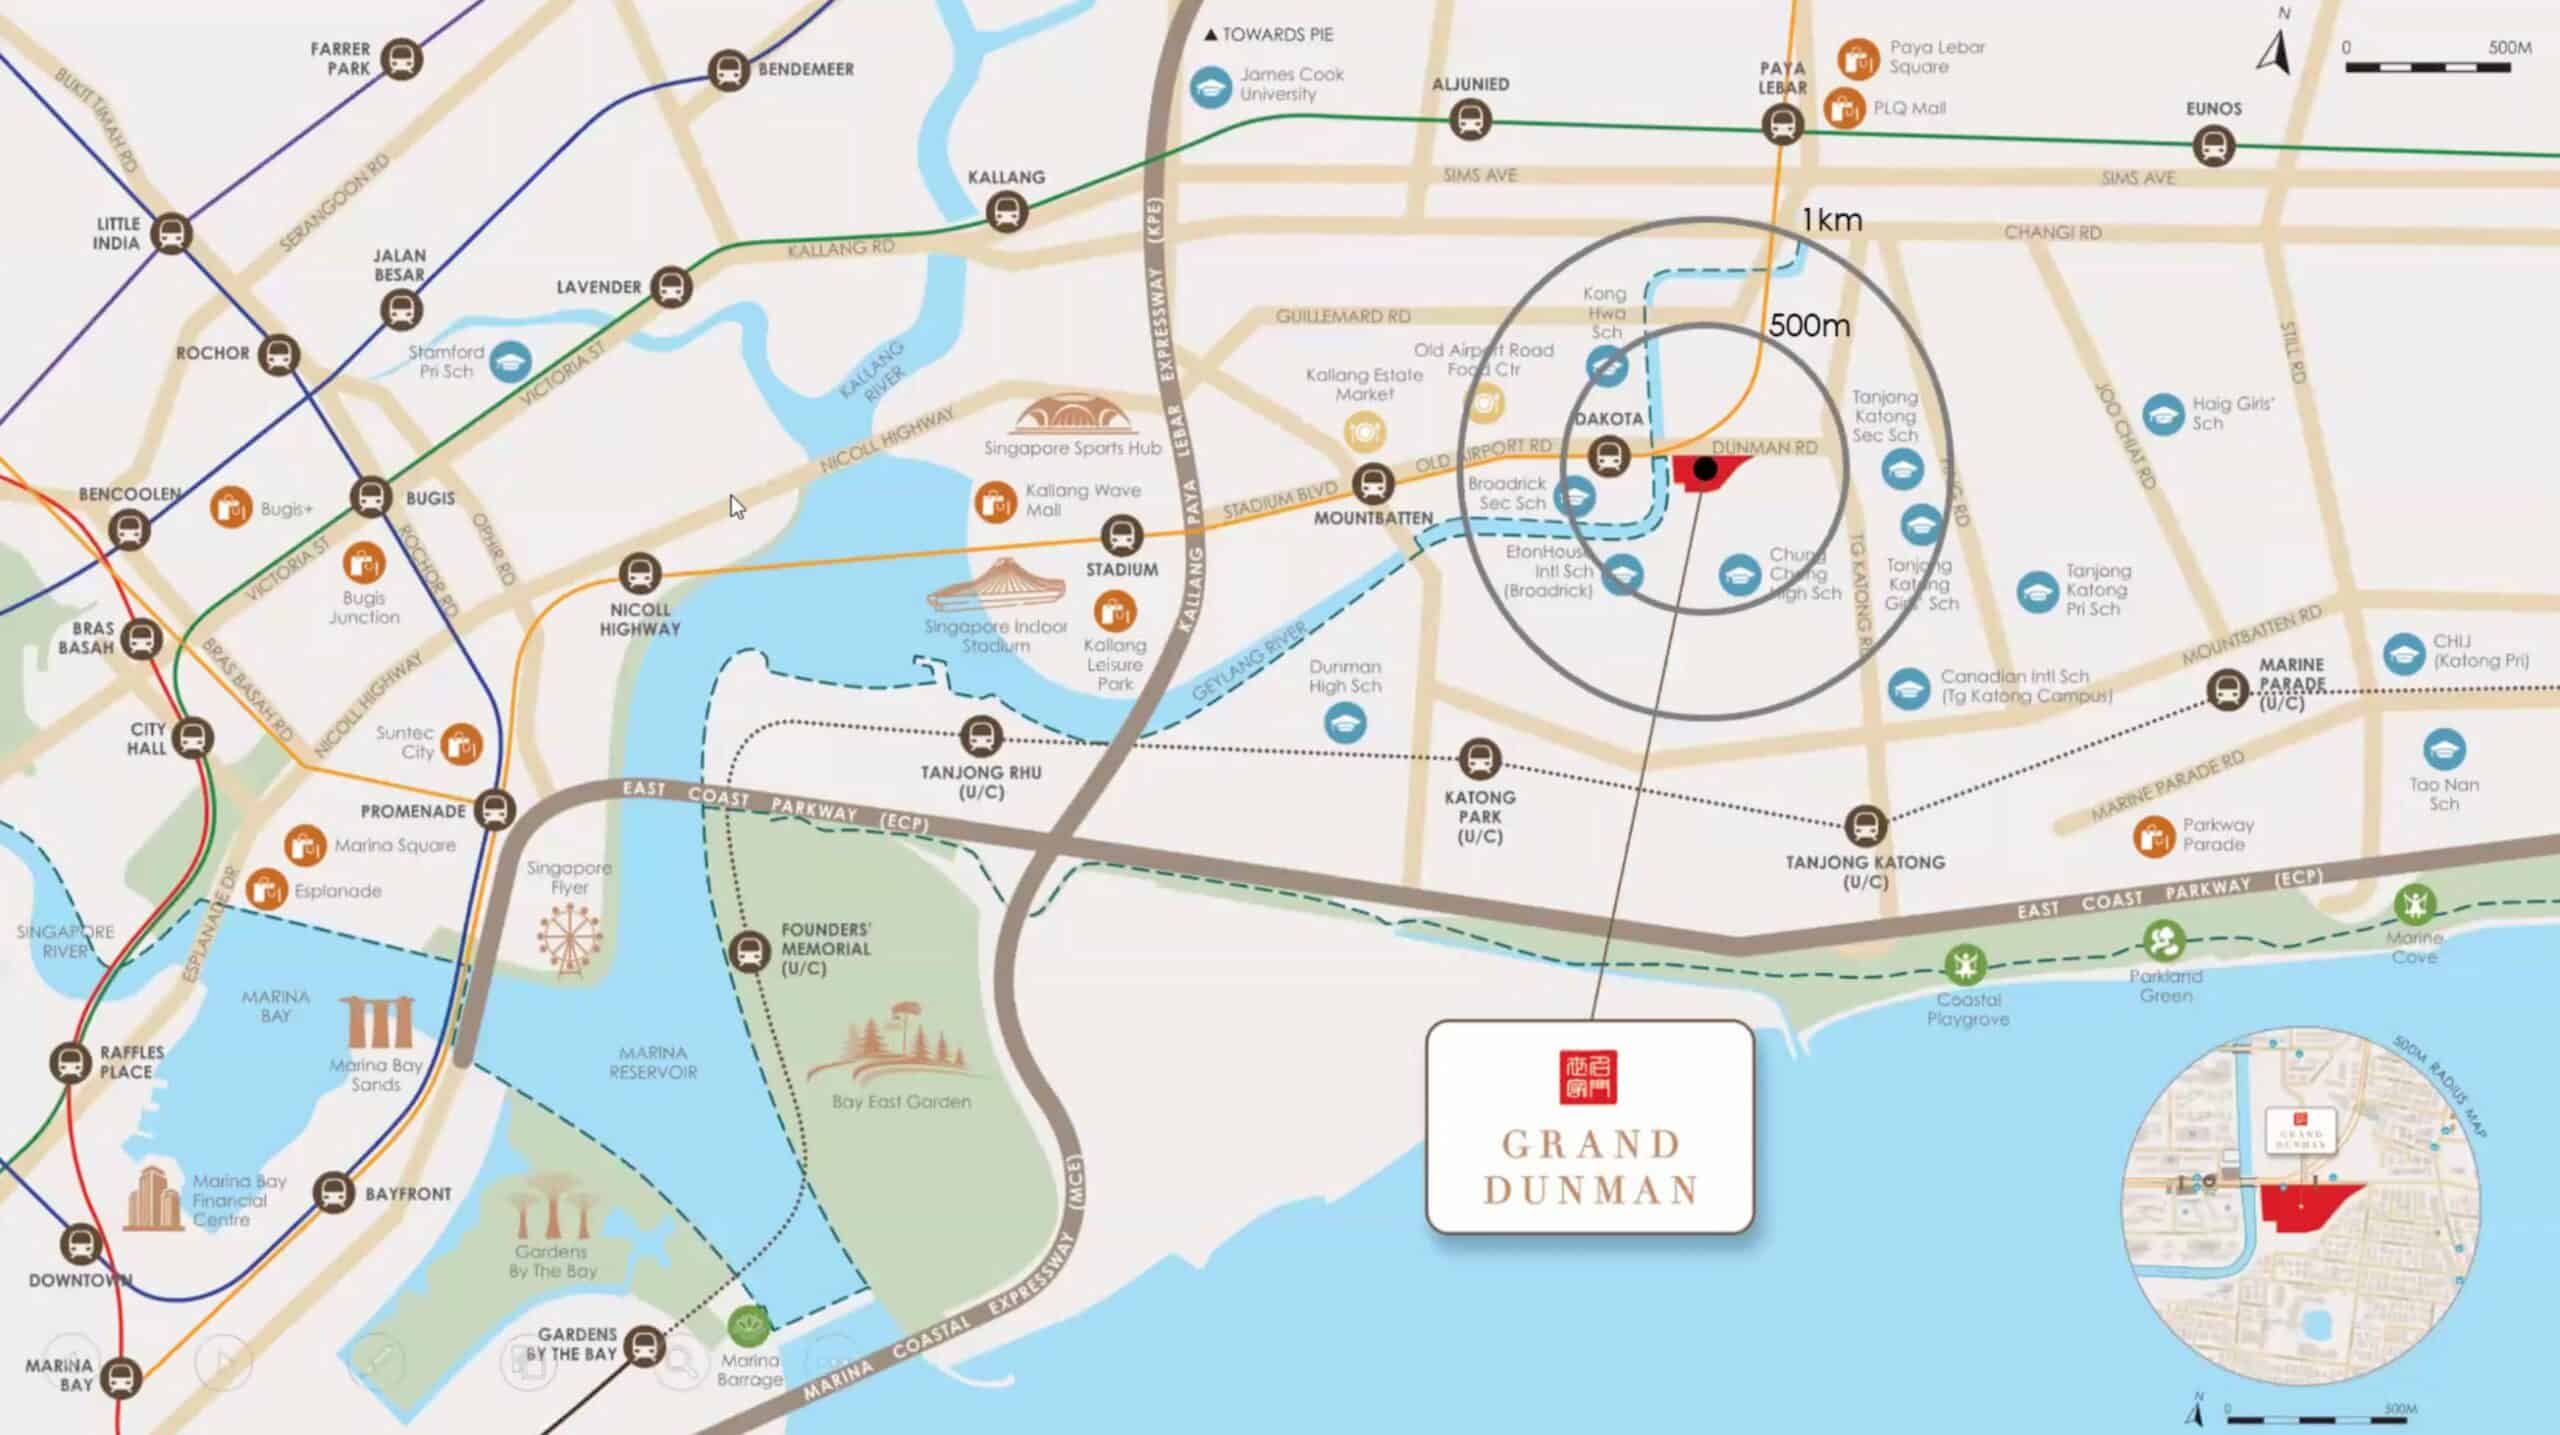 FARRER
PARK
BUKIT TIMAH RD
BENDEMEER
▲ TOWARDS PIE
James Cook
University
ALJUNIED
PAYA
LEBAR
Paya Lebar
Square
PLQ Mall
EUNOS
N
0 500M
KALLANG
SIMS AVE
SIMS AVE
LITTLE
INDIA
SERANGOON RD
JALAN
BESAR
LAVENDER
KALLANG RD
1km
CHANGI RD
KALLANG PAYA LEBAR EXPRESSWAY (KPE)
ROCHOR
Stamford
Pri Sch
VICTORIA ST
KALLANG
RIVER
GUILLEMARD RD
Kong
Hwa
Sch
500m
STILL RD
Old Airport Road
Food Ctr
Kallang Estate
Market
DAKOTA
OLD AIRPORT RD
DUNMAN RD
Tanjong
Katong
Sec Sch
JOO CHIAT RD
Haig Girls'
Sch
NICOLL HIGHWAY
Singapore Sports Hub
BENCOOLEN
Bugis+
BUGIS
OPHIR RD
ROCHOR RD
Kallang Wave
Mall
STADIUM BLVD
MOUNTBATTEN
Broadrick
Sec Sch
STADIUM
VICTORIA ST
Bugis
Junction
NICOLL
HIGHWAY
Singapore Indoor
Stadium
Kallang
Leisure
Park
EtonHouse
Intl Sch
(Broadrick)
Chung
Cheng
High Sch
TG KATONG RD
Tanjong
Katong
Girls' Sch
Tanjong
Katong
Pri Sch
BRAS
BASAH
BRAS BASAH RD
NICOLL HIGHWAY
GEYLANG RIVER
Dunman
High Sch
Canadian Intl Sch
(Tg Katong Campus)
MOUNTBATTEN RD
MARINE
PARADE
(U/C)
CHIJ
(Katong Pri)
CITY
HALL
Suntec
City
TANJONG RHU
(U/C)
KATONG
PARK
(U/C)
MARINE PARADE RD
Tao Nan
Sch
PROMENADE
EAST COAST PARKWAY (ECP)
TANJONG KATONG
(U/C)
Parkway
Parade
Marina Square
Esplanade
ESPLANADE DR
Singapore
Flyer
EAST COAST PARKWAY (ECP)
SINGAPORE
RIVER
FOUNDERS'
MEMORIAL
(U/C)
Marine
Cove
Parkland
Green
Coastal
Playgrove
MARINA
BAY
Marina Bay
Sands
MARINA
RESERVOIR
Bay East Garden
RAFFLES
PLACE
世名
國門
GRAND
DUNMAN
500M RADIUS MAP
GRAND
DUNMAN
Marina Bay
Financial
Centre
BAYFRONT
Gardens
By The Bay
DOWNTOWN
MARINA COASTAL EXPRESSWAY (MCE)
GARDENS
BY THE BAY
Marina
Barrage
MARINA
BAY
N
0 500M